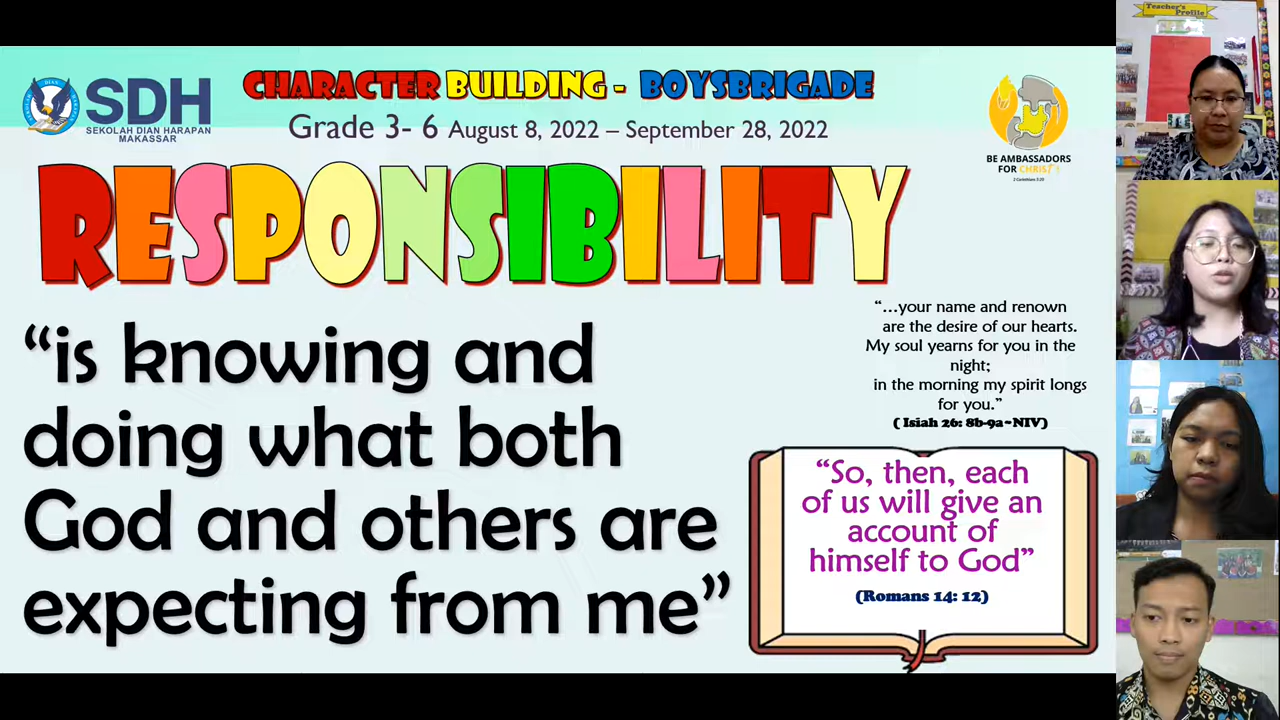 SDH
SEKOLAH DIAN HARAPAN
MAKASSAR
CHARACTER BUILDING - BOYSBRIGADE
Grade 3- 6 August 8, 2022 – September 28, 2022
BE AMBASSADORS
FOR CHRIST !
2 Corinthians 5:20
RESPONSIBILITY
“is knowing and
doing what both
God and others are
expecting from me”
“...your name and renown
are the desire of our hearts.
My soul yearns for you in the
night;
in the morning my spirit longs
for you.”
( Isiah 26: 8b-9a~NIV)
“So, then, each
of us will give an
account of
himself to God”
(Romans 14: 12)
Teacher's
Profile